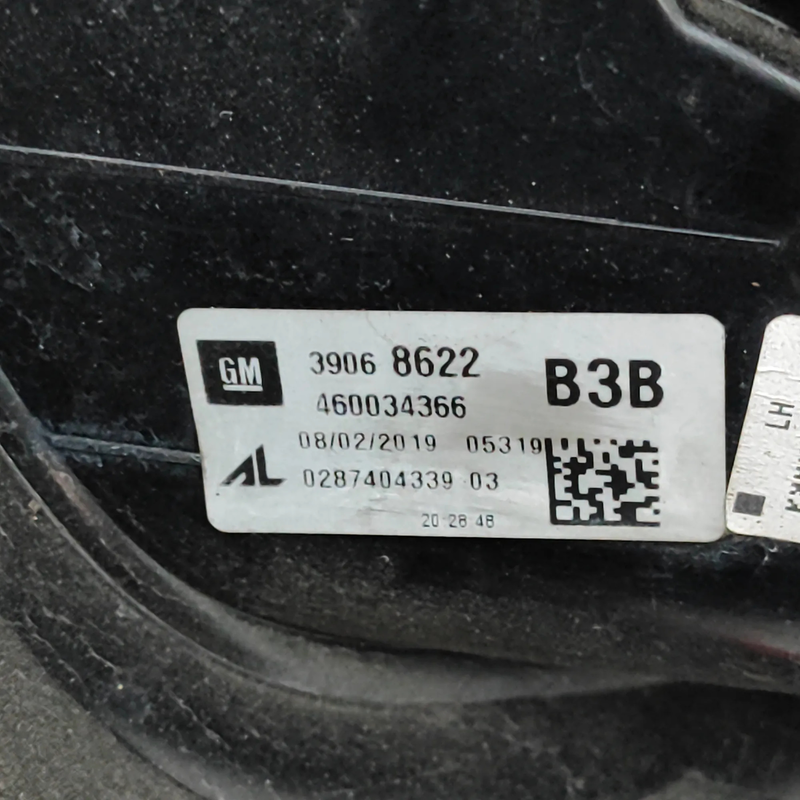 GM 3906 8622 B3B
460034366
08/02/2019 05319
AL 0287404339 03
20 28 48
LH